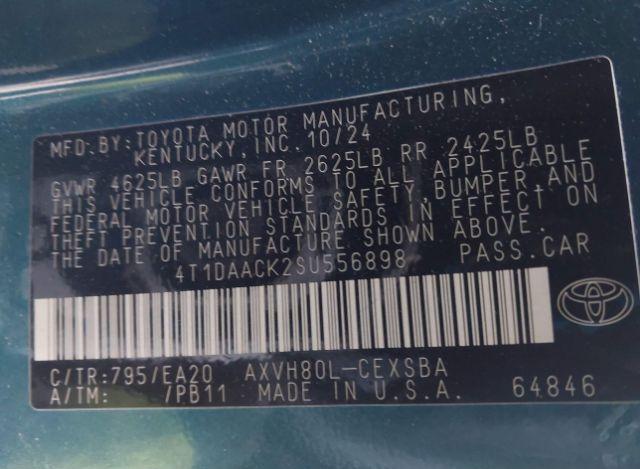 MFD.BY:TOYOTA MOTOR MANUFACTURING,
KENTUCKY,INC.10/24
GVWR 4625LB GAWR FR 2625LB RR 2425LB
THIS VEHICLE CONFORMS TO ALL APPLICABLE
FEDERAL MOTOR VEHICLE SAFETY,BUMPER,AND
THEFT PREVENTION STANDARDS IN EFFECT ON
THE DATE OF MANUFACTURE SHOWN ABOVE.
4T1DAACK2SU556898 PASS.CAR
C/TR:795/EA20 AXVH80L-CEXSBA
A/TM: /PB11 MADE IN U.S.A. 64846